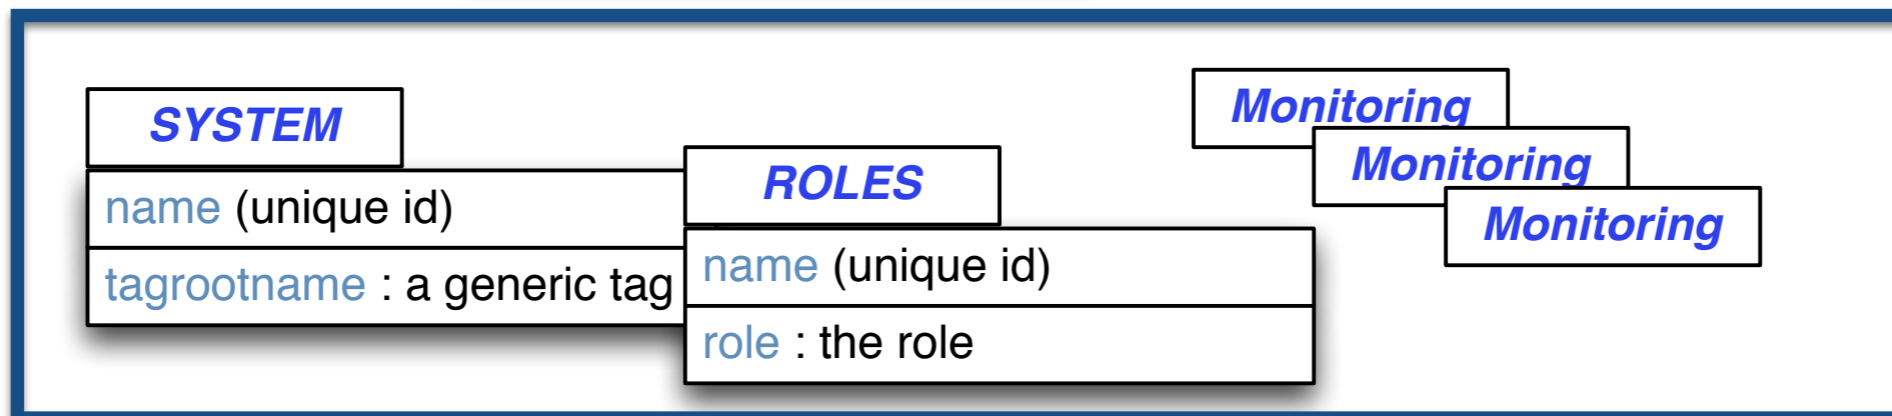 SYSTEM
name (unique id)
tagrootname : a generic tag
ROLES
name (unique id)
role : the role
Monitoring
Monitoring
Monitoring